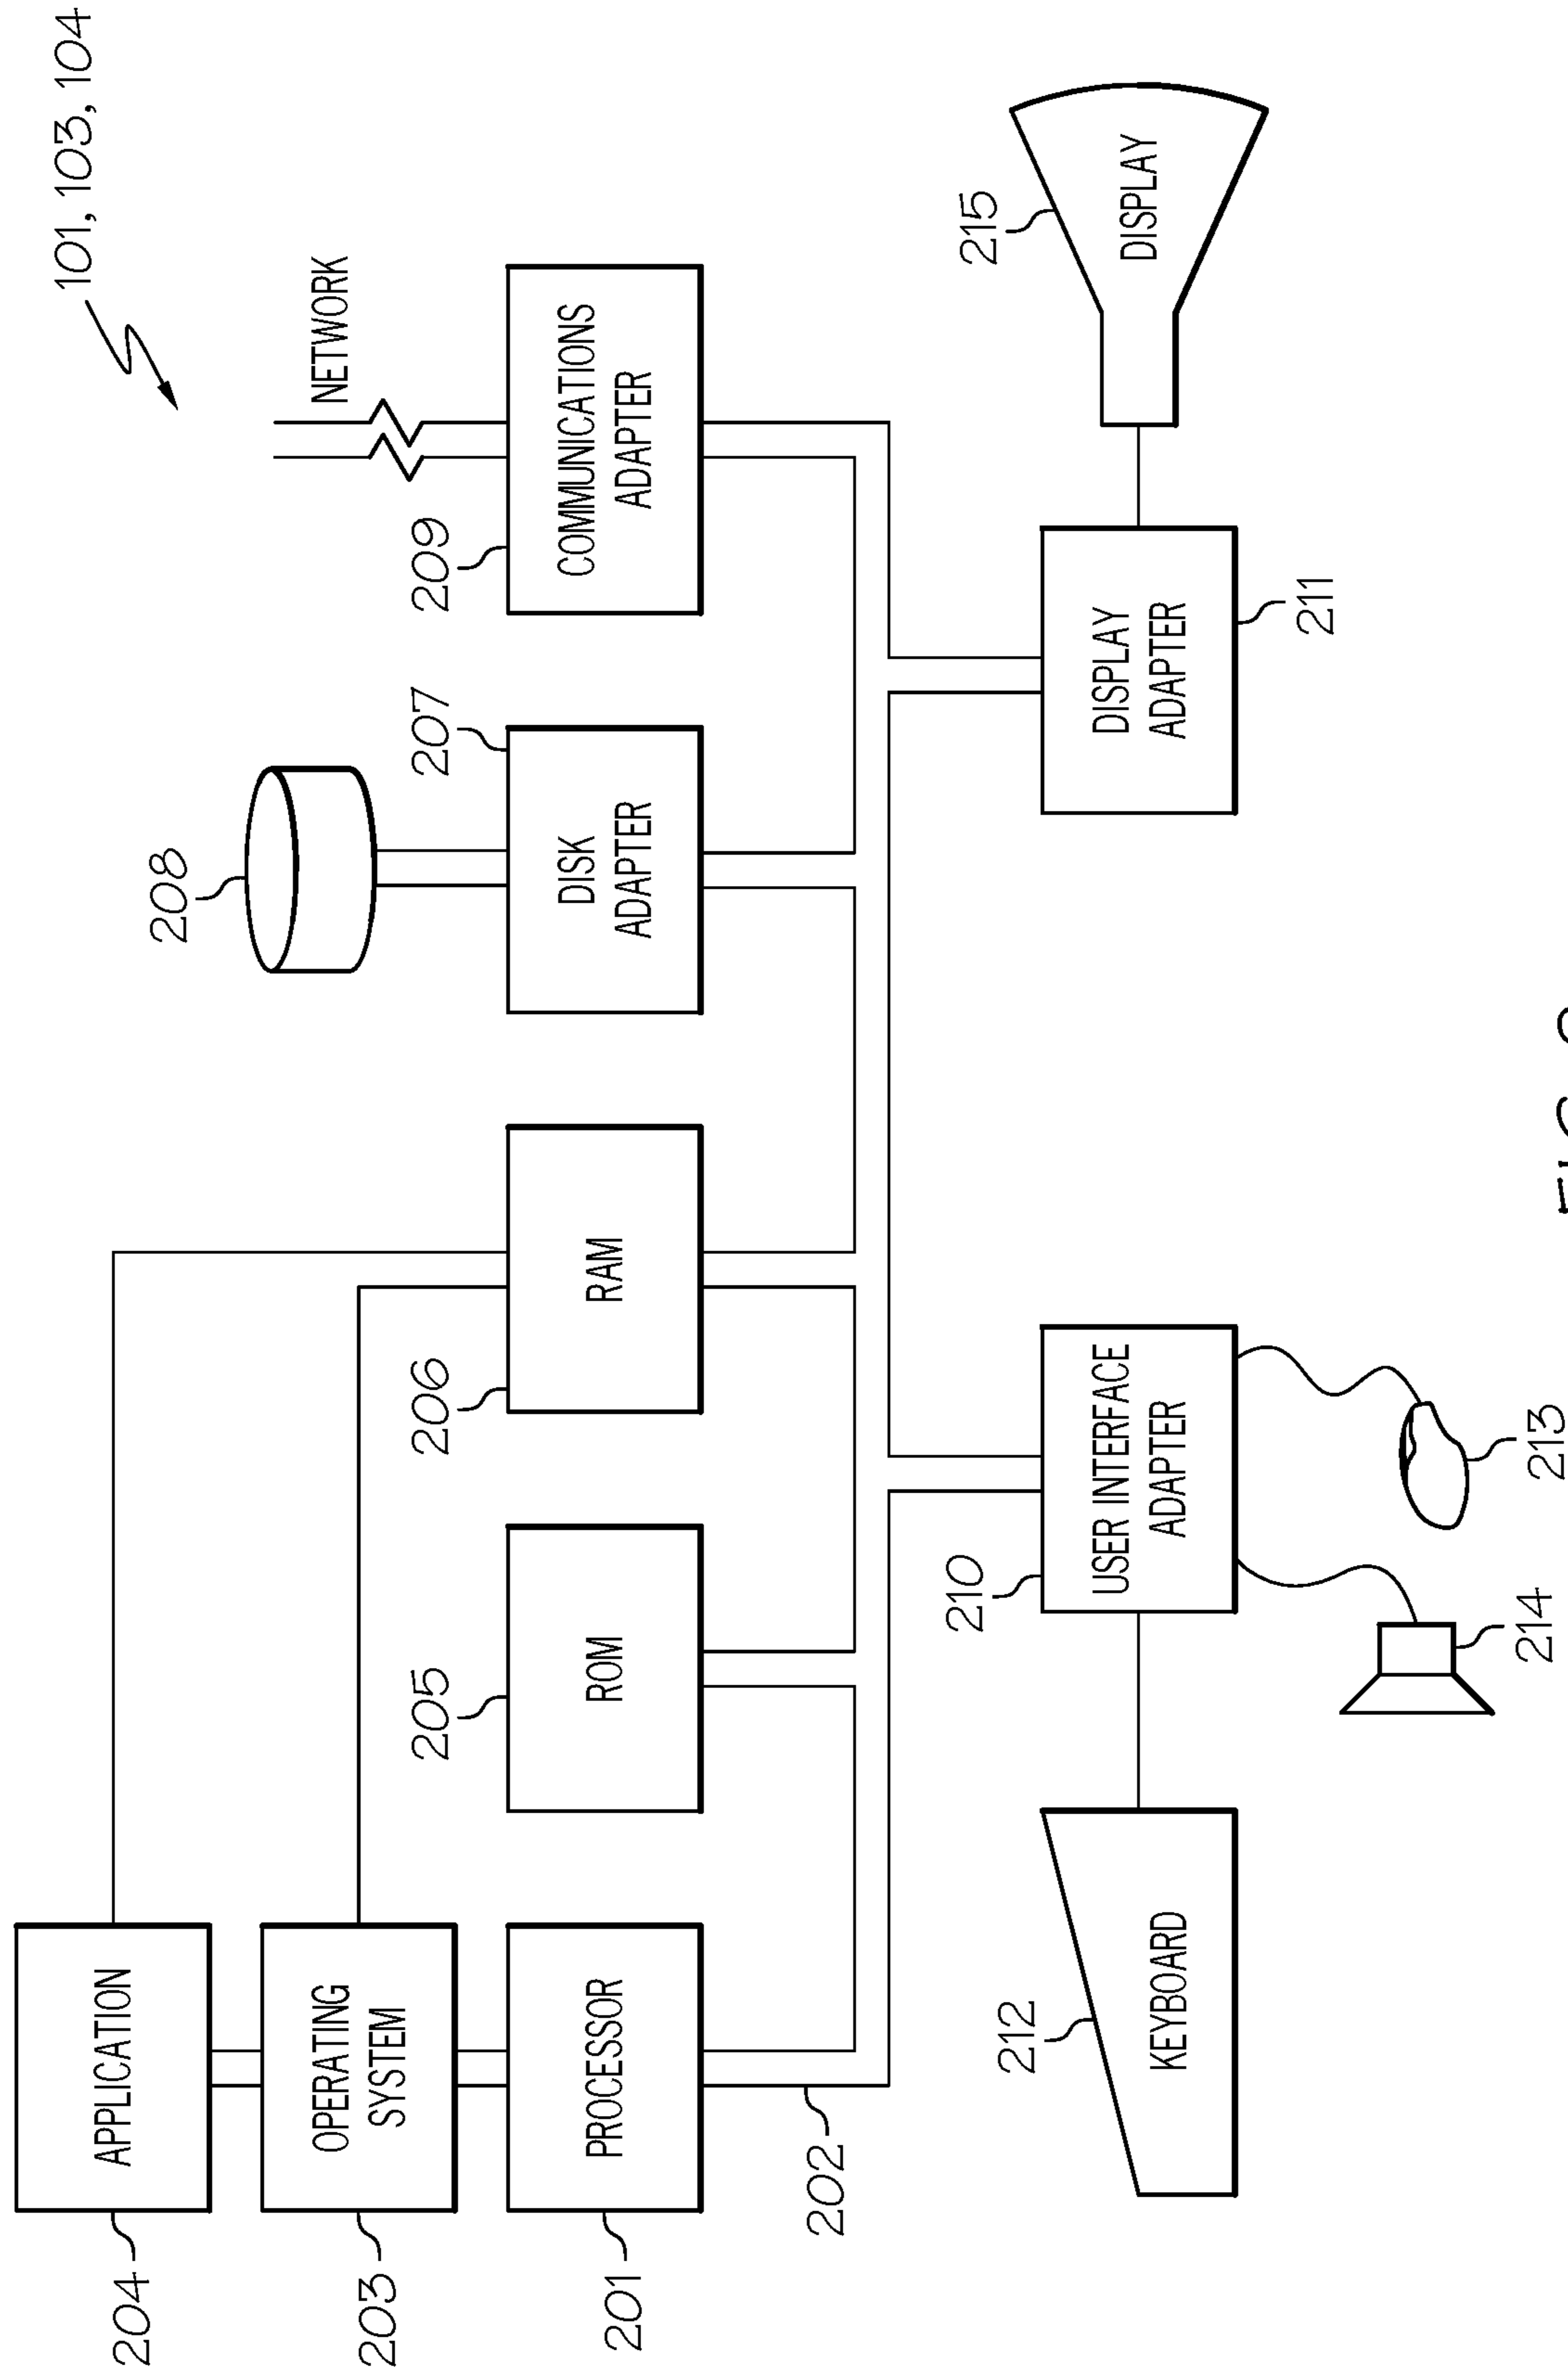 101, 103, 104
NETWORK
208
207
209
204
APPLICATION
203
OPERATING
SYSTEM
201
PROCESSOR
205
ROM
206
RAM
DISK
ADAPTER
COMMUNICATIONS
ADAPTER
202
212
KEYBOARD
210
USER INTERFACE
ADAPTER
DISPLAY
ADAPTER
211
215
DISPLAY
214
213